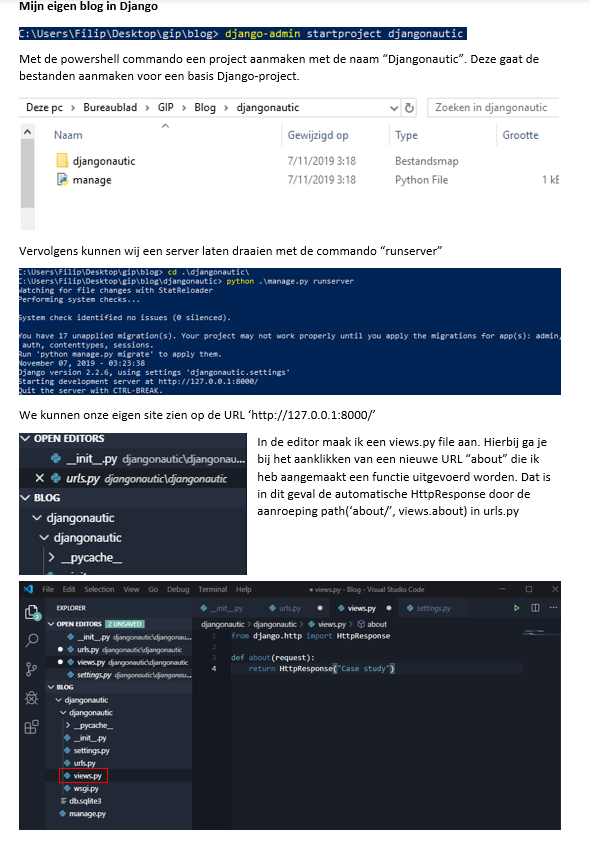 Mijn eigen blog in Django
C:\Users\Filip\Desktop\gip\blog> django-admin startproject djangonautic
Met de powershell commando een project aanmaken met de naam “Djangonautic”. Deze gaat de
bestanden aanmaken voor een basis Django-project.
Deze pc > Bureaublad > GIP > Blog > djangonautic
Zoeken in djangonautic
Naam Gewijzigd op Type Grootte
djangonautic 7/11/2019 3:18 Bestandsmap
manage 7/11/2019 3:18 Python File 1 kB
Vervolgens kunnen wij een server laten draaien met de commando “runserver”
C:\Users\Filip\Desktop\gip\blog> cd .\djangonautic\
C:\Users\Filip\Desktop\gip\blog\djangonautic> python .\manage.py runserver
Watching for file changes with StatReloader
Performing system checks...
System check identified no issues (0 silenced).
You have 17 unapplied migration(s). Your project may not work properly until you apply the migrations for app(s): admin,
auth, contenttypes, sessions.
Run 'python manage.py migrate' to apply them.
November 07, 2019 - 03:23:38
Django version 2.2.6, using settings 'djangonautic.settings'
Starting development server at http://127.0.0.1:8000/
Quit the server with CTRL-BREAK.
We kunnen onze eigen site zien op de URL ‘http://127.0.0.1:8000/’
OPEN EDITORS
__init__.py djangonautic\djangonau...
urls.py djangonautic\djangonautic
BLOG
djangonautic
djangonautic
__pycache__
In de editor maak ik een views.py file aan. Hierbij ga je
bij het aanklikken van een nieuwe URL “about” die ik
heb aangemaakt een functie uitgevoerd worden. Dat is
in dit geval de automatische HttpResponse door de
aanroeping path(‘about/’, views.about) in urls.py
File Edit Selection View Go Debug Terminal Help
● views.py - Blog - Visual Studio Code
EXPLORER
OPEN EDITORS 2 UNSAVED
__init__.py djangonautic\djangonau...
urls.py djangonautic\djangonautic
views.py djangonautic\djangonautic
settings.py djangonautic\djangonau...
BLOG
djangonautic
djangonautic
__pycache__
__init__.py
settings.py
urls.py
views.py
wsgi.py
db.sqlite3
manage.py
__init__.py urls.py views.py settings.py
djangonautic > djangonautic > views.py > about
1 from django.http import HttpResponse
2
3 def about(request):
4 return HttpResponse("Case study")